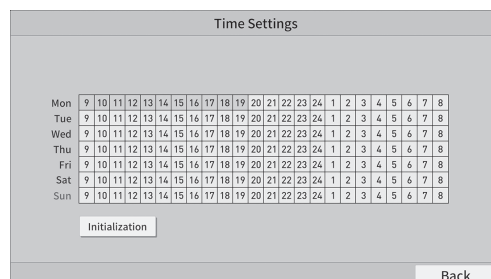 Time Settings
Mon 9 10 11 12 13 14 15 16 17 18 19 20 21 22 23 24 1 2 3 4 5 6 7 8
Tue 9 10 11 12 13 14 15 16 17 18 19 20 21 22 23 24 1 2 3 4 5 6 7 8
Wed 9 10 11 12 13 14 15 16 17 18 19 20 21 22 23 24 1 2 3 4 5 6 7 8
Thu 9 10 11 12 13 14 15 16 17 18 19 20 21 22 23 24 1 2 3 4 5 6 7 8
Fri 9 10 11 12 13 14 15 16 17 18 19 20 21 22 23 24 1 2 3 4 5 6 7 8
Sat 9 10 11 12 13 14 15 16 17 18 19 20 21 22 23 24 1 2 3 4 5 6 7 8
Sun 9 10 11 12 13 14 15 16 17 18 19 20 21 22 23 24 1 2 3 4 5 6 7 8
Initialization
Back